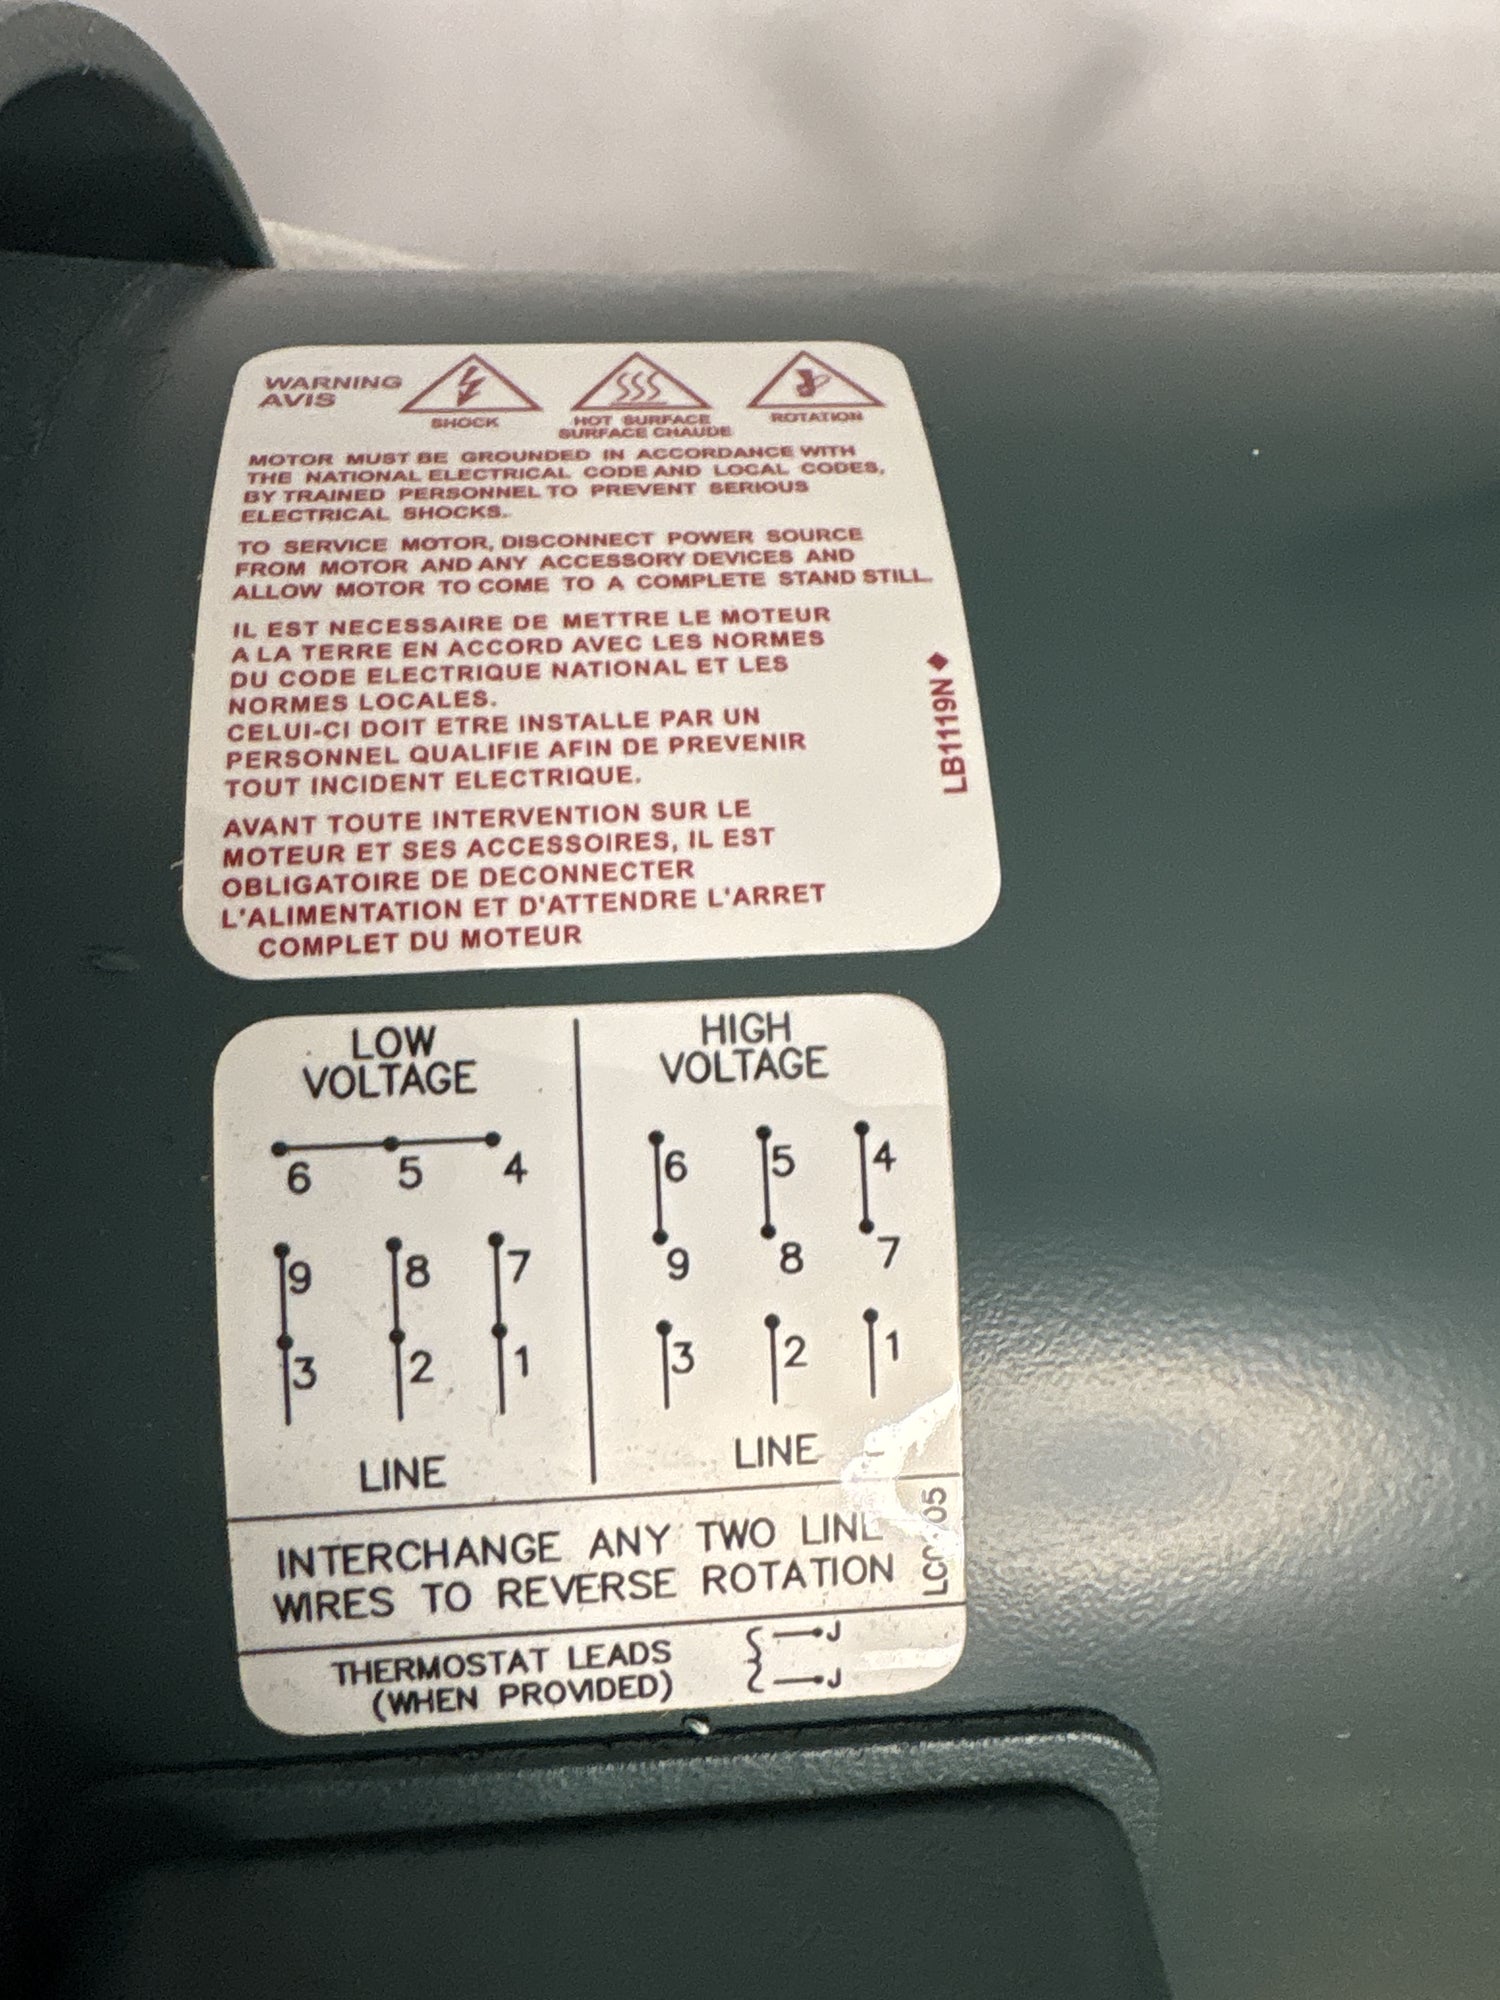 WARNING
AVIS
SHOCK
HOT SURFACE
SURFACE CHAUDE
ROTATION
MOTOR MUST BE GROUNDED IN ACCORDANCE WITH
THE NATIONAL ELECTRICAL CODE AND LOCAL CODES,
BY TRAINED PERSONNEL TO PREVENT SERIOUS
ELECTRICAL SHOCKS.
TO SERVICE MOTOR, DISCONNECT POWER SOURCE
FROM MOTOR AND ANY ACCESSORY DEVICES AND
ALLOW MOTOR TO COME TO A COMPLETE STAND STILL.
IL EST NECESSAIRE DE METTRE LE MOTEUR
A LA TERRE EN ACCORD AVEC LES NORMES
DU CODE ELECTRIQUE NATIONAL ET LES
NORMES LOCALES.
CELUI-CI DOIT ETRE INSTALLE PAR UN
PERSONNEL QUALIFIE AFIN DE PREVENIR
TOUT INCIDENT ELECTRIQUE.
AVANT TOUTE INTERVENTION SUR LE
MOTEUR ET SES ACCESSOIRES, IL EST
OBLIGATOIRE DE DECONNECTER
L'ALIMENTATION ET D'ATTENDRE L'ARRET
COMPLET DU MOTEUR
LB1119N
LOW
VOLTAGE
6 5 4
9 8 7
3 2 1
LINE
HIGH
VOLTAGE
6 5 4
9 8 7
3 2 1
LINE
INTERCHANGE ANY TWO LINE
WIRES TO REVERSE ROTATION
THERMOSTAT LEADS
(WHEN PROVIDED)
J
J